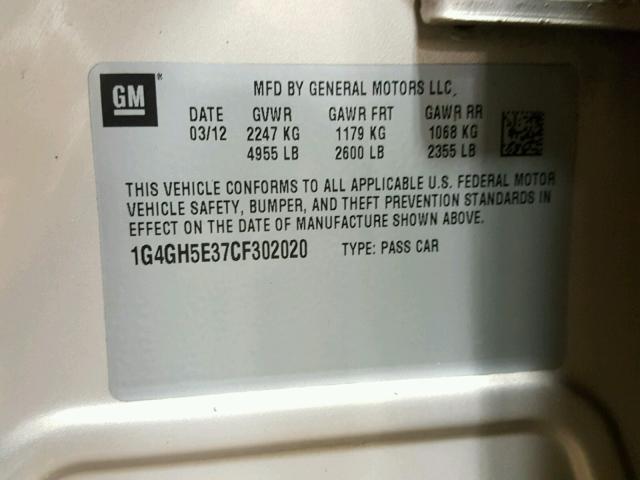 GM
MFD BY GENERAL MOTORS LLC.
DATE GVWR GAWR FRT GAWR RR
03/12 2247 KG 1179 KG 1068 KG
4955 LB 2600 LB 2355 LB
THIS VEHICLE CONFORMS TO ALL APPLICABLE U.S. FEDERAL MOTOR
VEHICLE SAFETY, BUMPER, AND THEFT PREVENTION STANDARDS IN
EFFECT ON THE DATE OF MANUFACTURE SHOWN ABOVE.
1G4GH5E37CF302020 TYPE: PASS CAR